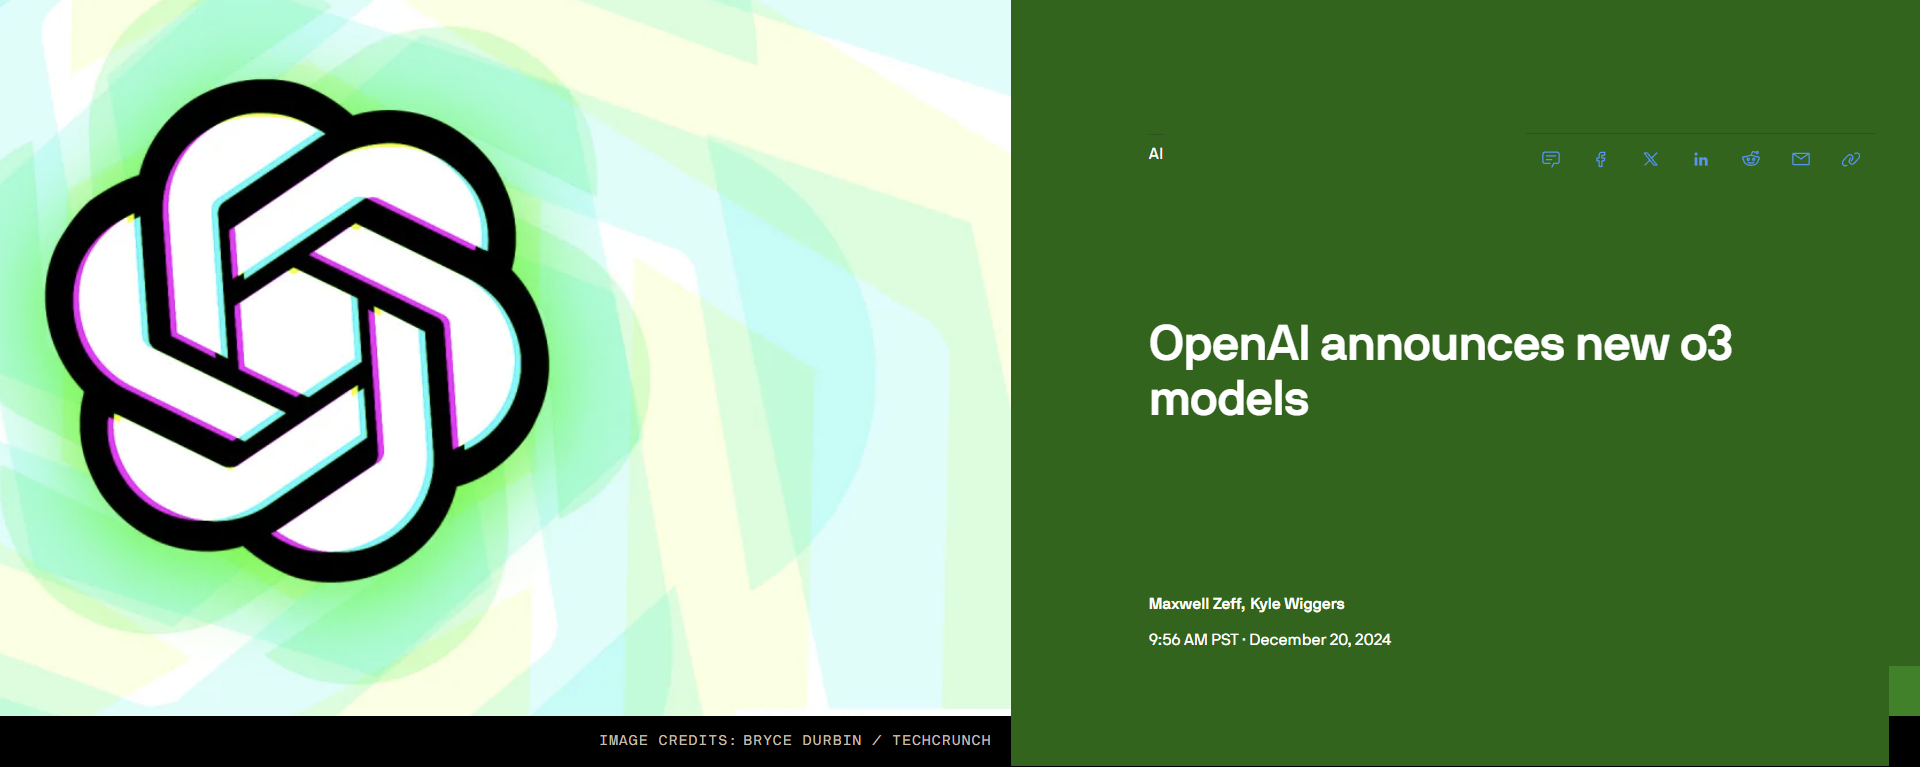 AI
OpenAI announces new o3
models
Maxwell Zeff, Kyle Wiggers
9:56 AM PST · December 20, 2024
IMAGE CREDITS: BRYCE DURBIN / TECHCRUNCH